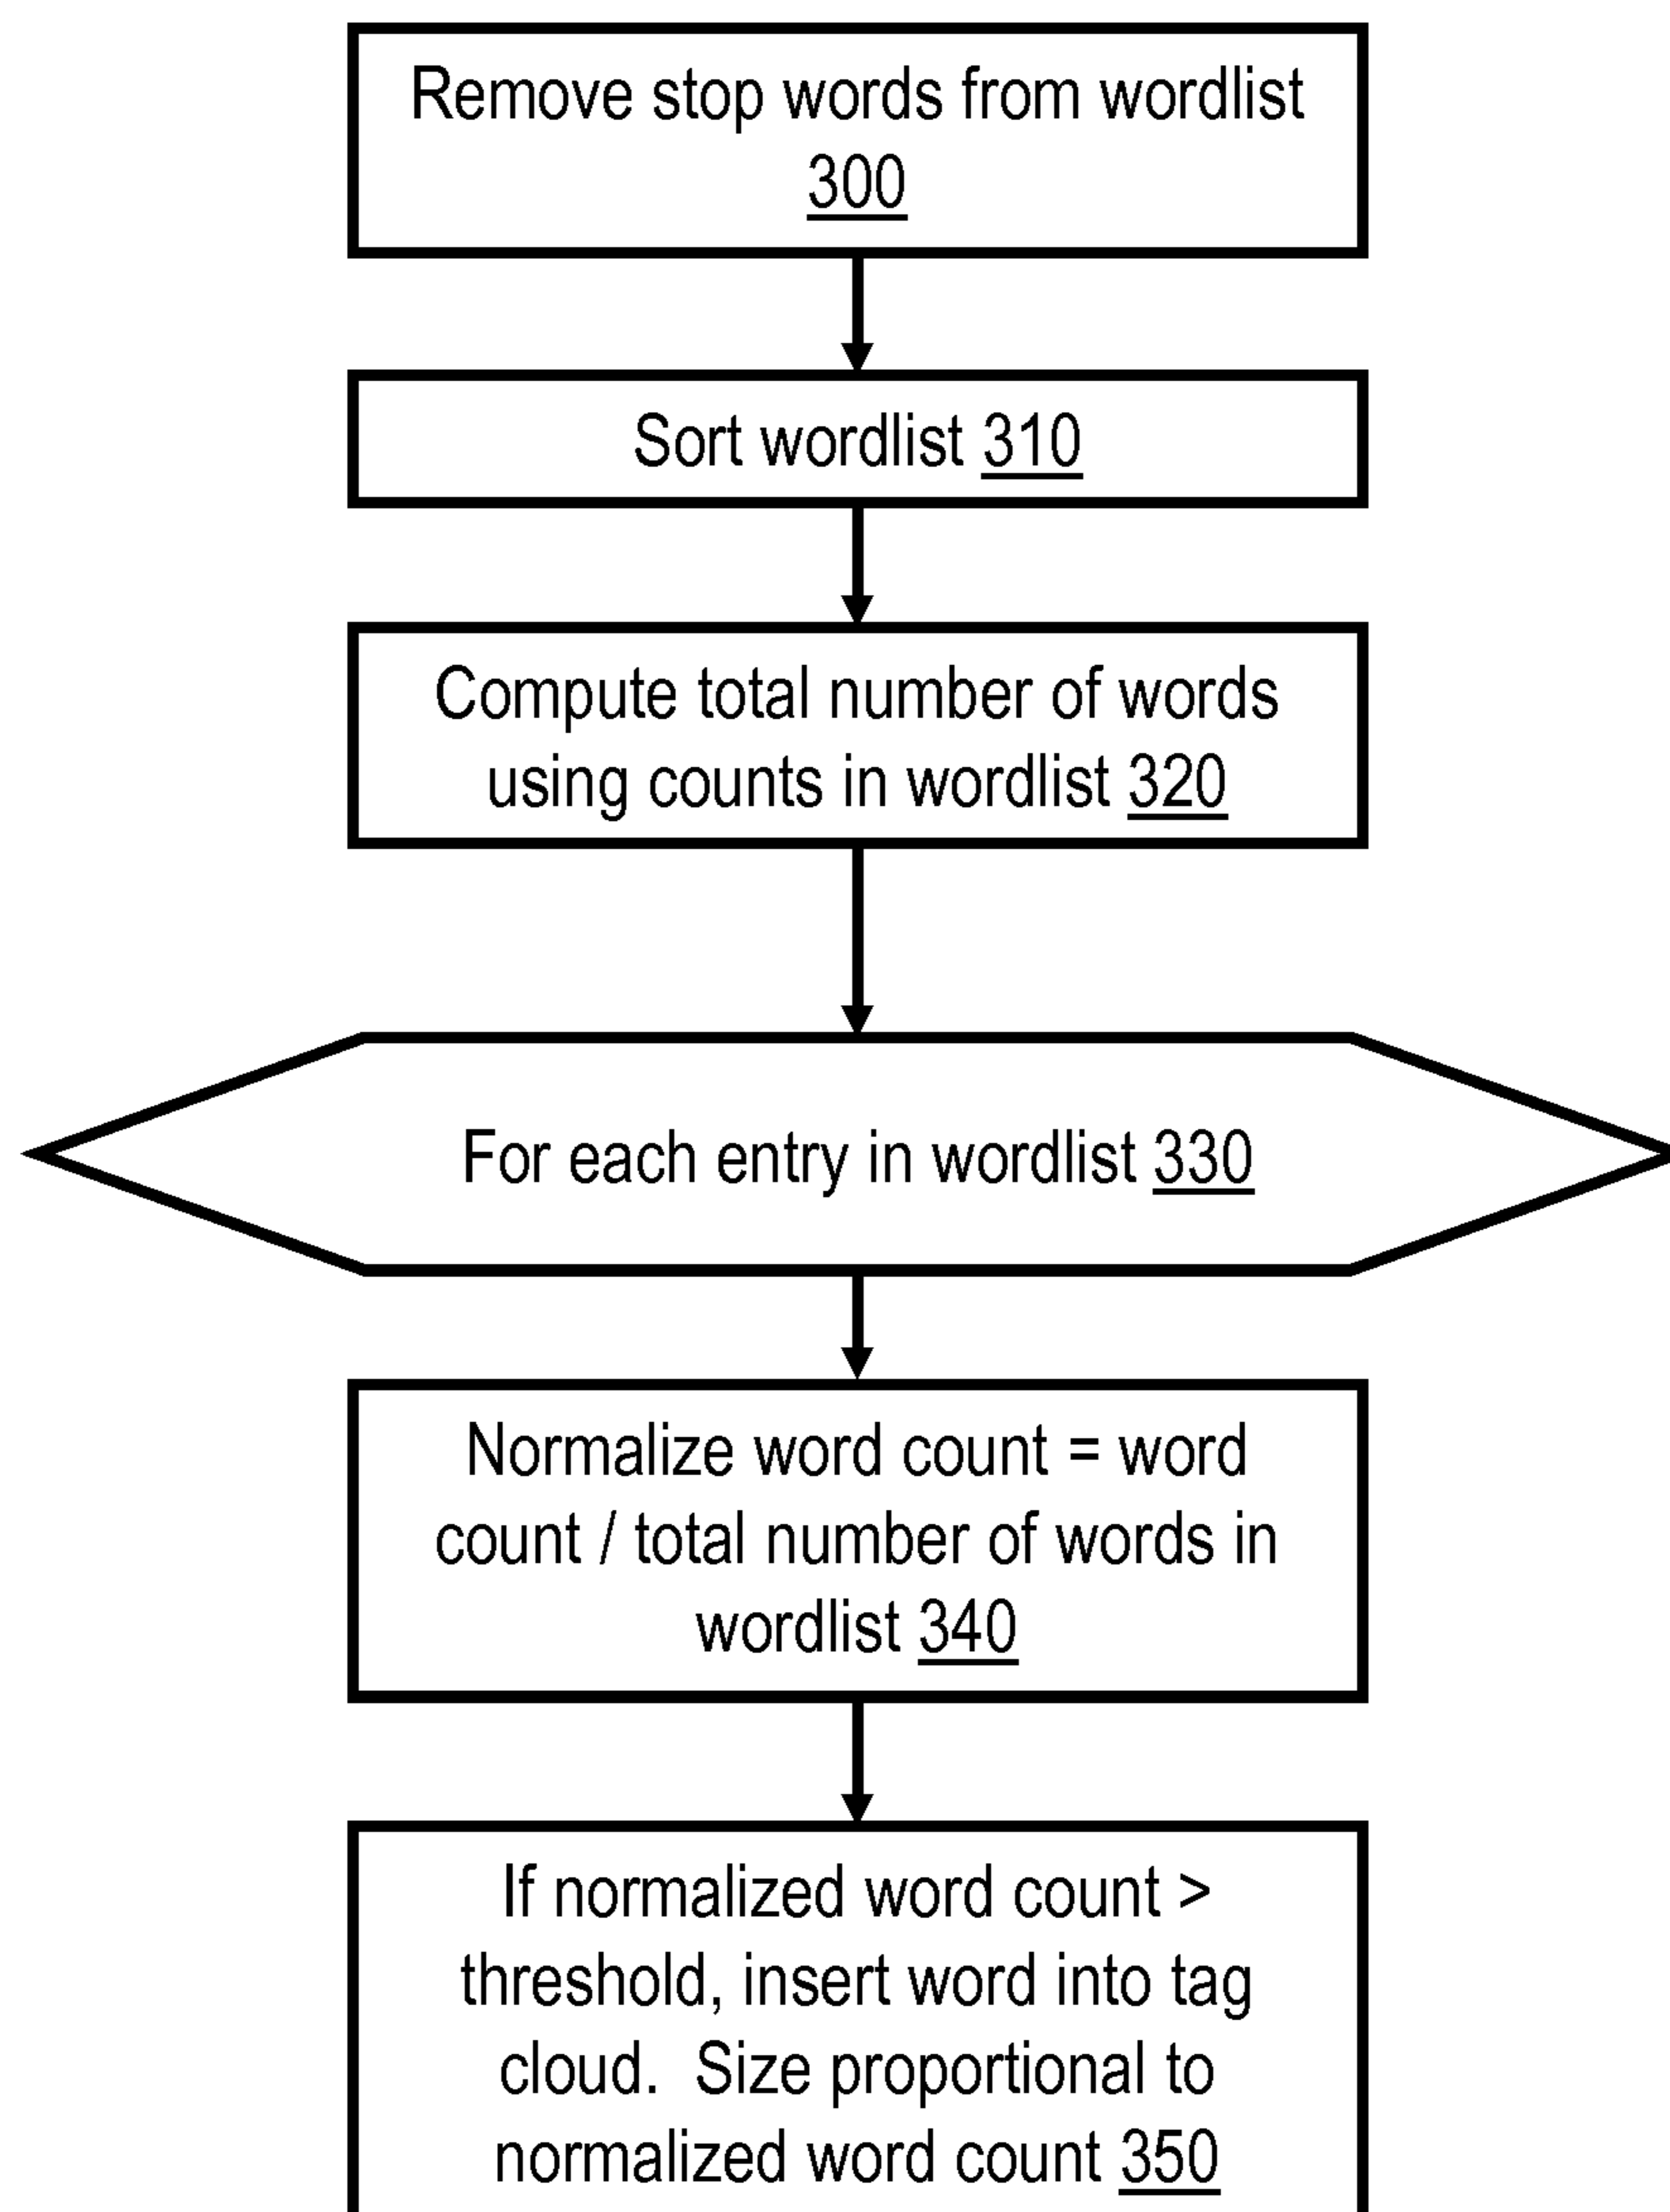 Remove stop words from wordlist
300
Sort wordlist 310
Compute total number of words
using counts in wordlist 320
For each entry in wordlist 330
Normalize word count = word
count / total number of words in
wordlist 340
If normalized word count >
threshold, insert word into tag
cloud.  Size proportional to
normalized word count 350